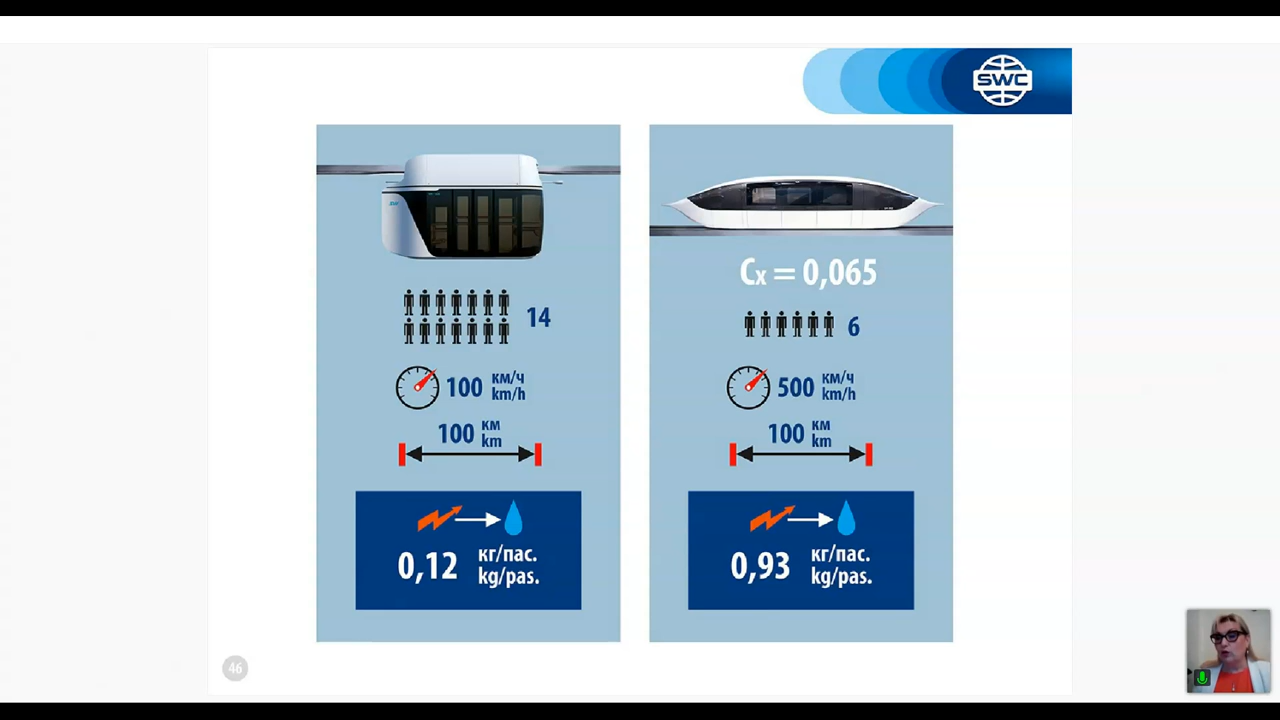 SWC
14
100 км/ч
km/h
100 км
km
0,12 кг/пас.
kg/pas.
Cx = 0,065
6
500 км/ч
km/h
100 км
km
0,93 кг/пас.
kg/pas.
46